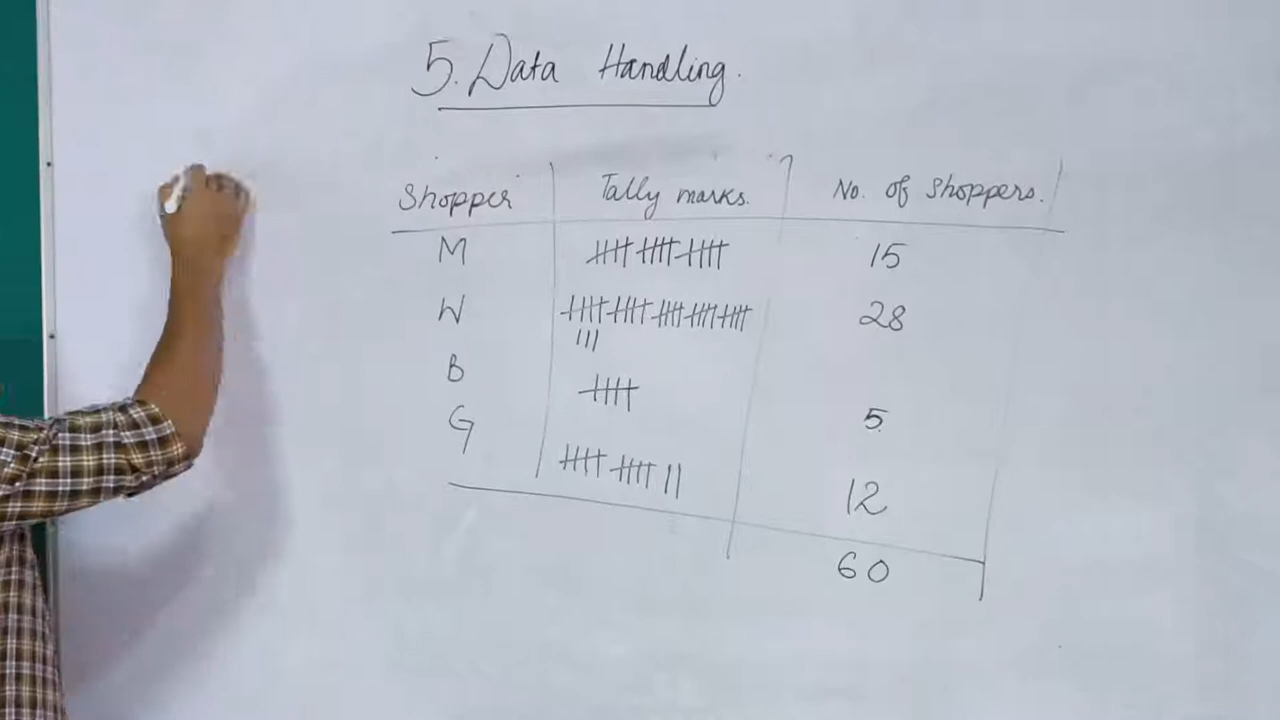 5. Data Handling.
Shopper Tally marks. No. of Shoppers.
M 𝍸 𝍸 𝍸 15
W 𝍸 𝍸 𝍸 𝍸 𝍸 ||| 28
B 𝍸 5.
G 𝍸 𝍸 || 12
60